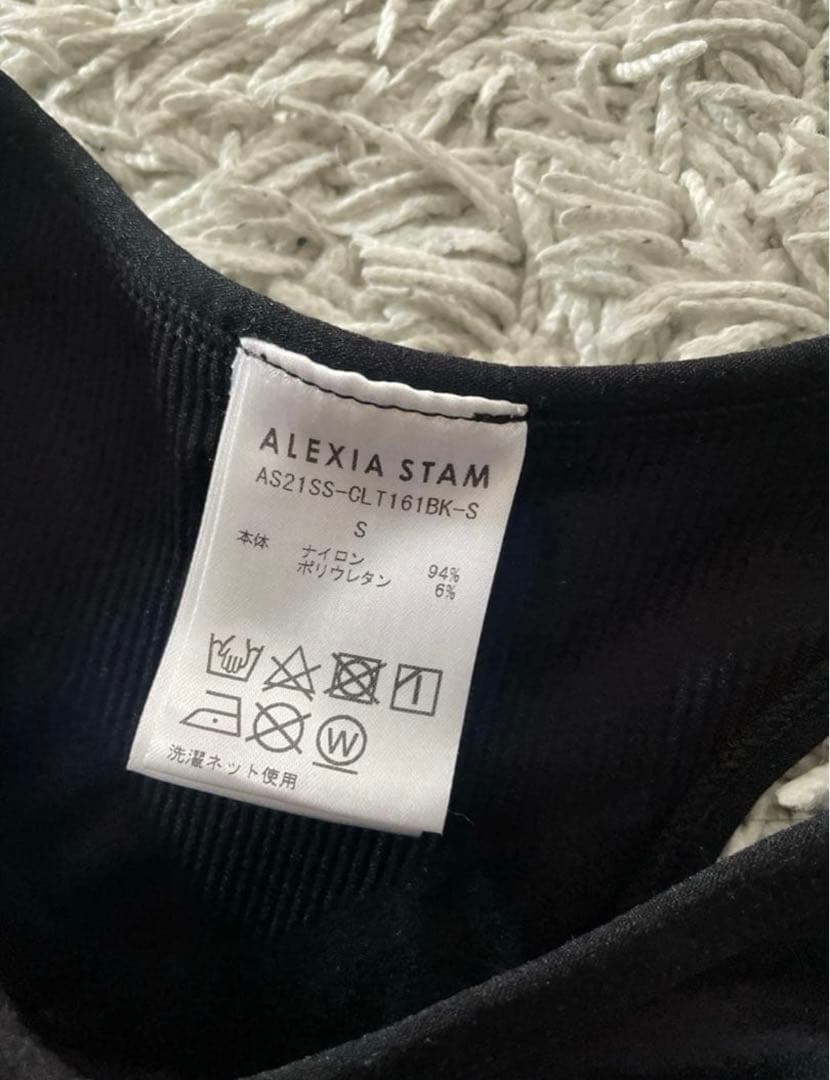 ALEXIA STAM
AS21SS-CLT161BK-S
S
本体 ナイロン 94%
ポリウレタン 6%
W
洗濯ネット使用